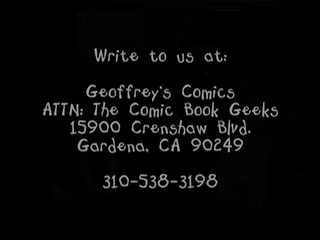 Write to us at:
Geoffrey's Comics
ATTN: The Comic Book Geeks
15900 Crenshaw Blvd.
Gardena, CA 90249
310-538-3198